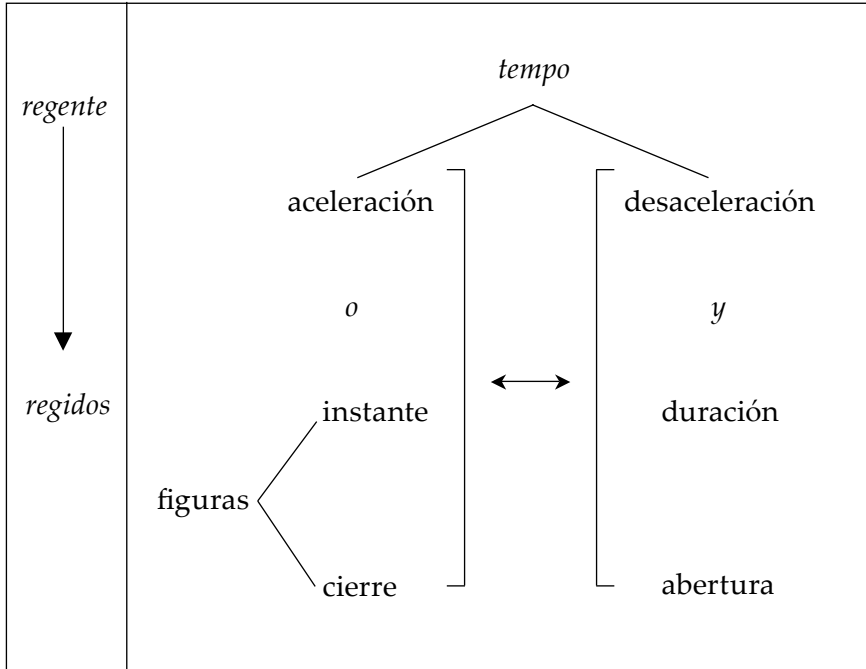 tempo
regente
aceleración desaceleración
o y
regidos instante duración
figuras
cierre abertura